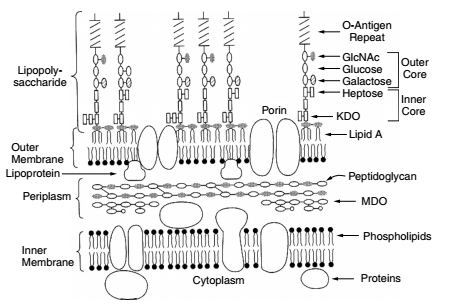 O-Antigen
Repeat
GlcNAc
Glucose
Galactose
Heptose
Outer
Core
Inner
Core
KDO
Lipid A
Lipopoly-
saccharide
Porin
Outer
Membrane
Lipoprotein
Peptidoglycan
Periplasm
MDO
Phospholipids
Inner
Membrane
Cytoplasm
Proteins